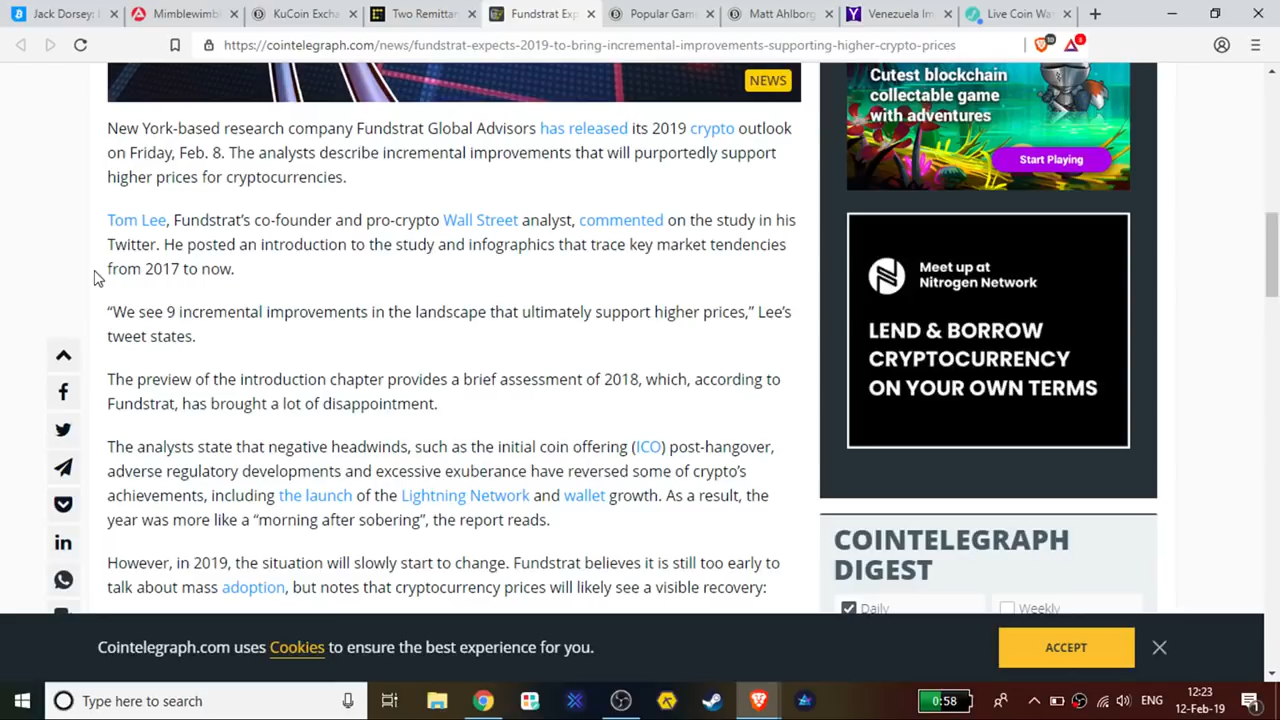 Jack Dorsey:
Mimblewimb
KuCoin Excha
Two Remittan
Fundstrat Exp
Popular Gam
Matt Ahlborg
Venezuela Im
Live Coin Wa
https://cointelegraph.com/news/fundstrat-expects-2019-to-bring-incremental-improvements-supporting-higher-crypto-prices
NEWS
New York-based research company Fundstrat Global Advisors has released its 2019 crypto outlook
on Friday, Feb. 8. The analysts describe incremental improvements that will purportedly support
higher prices for cryptocurrencies.
Tom Lee, Fundstrat’s co-founder and pro-crypto Wall Street analyst, commented on the study in his
Twitter. He posted an introduction to the study and infographics that trace key market tendencies
from 2017 to now.
“We see 9 incremental improvements in the landscape that ultimately support higher prices,” Lee’s
tweet states.
The preview of the introduction chapter provides a brief assessment of 2018, which, according to
Fundstrat, has brought a lot of disappointment.
The analysts state that negative headwinds, such as the initial coin offering (ICO) post-hangover,
adverse regulatory developments and excessive exuberance have reversed some of crypto’s
achievements, including the launch of the Lightning Network and wallet growth. As a result, the
year was more like a “morning after sobering”, the report reads.
However, in 2019, the situation will slowly start to change. Fundstrat believes it is still too early to
talk about mass adoption, but notes that cryptocurrency prices will likely see a visible recovery:
Cutest blockchain
collectable game
with adventures
Start Playing
Meet up at
Nitrogen Network
LEND & BORROW
CRYPTOCURRENCY
ON YOUR OWN TERMS
COINTELEGRAPH
DIGEST
Daily
Weekly
Cointelegraph.com uses Cookies to ensure the best experience for you.
ACCEPT
Type here to search
0:58
ENG
12:23
12-Feb-19